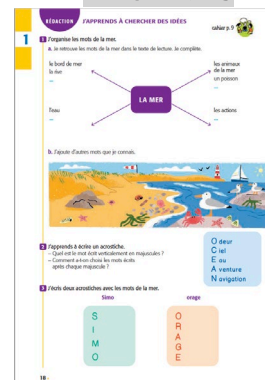 RÉDACTION
J'APPRENDS À CHERCHER DES IDÉES
cahier p. 9
1
1 J'organise les mots de la mer.
a. Je retrouve les mots de la mer dans le texte de lecture. Je complète.
le bord de mer
la rive
...
les animaux
de la mer
un poisson
...
LA MER
l'eau
...
les actions
...
b. J'ajoute d'autres mots que je connais.
2 J'apprends à écrire un acrostiche.
– Quel est le mot écrit verticalement en majuscules ?
– Comment a-t-on choisi les mots écrits
après chaque majuscule ?
O deur
C iel
E au
A venture
N avigation
3 J'écris deux acrostiches avec les mots de la mer.
Simo
orage
S
I
M
O
O
R
A
G
E
18